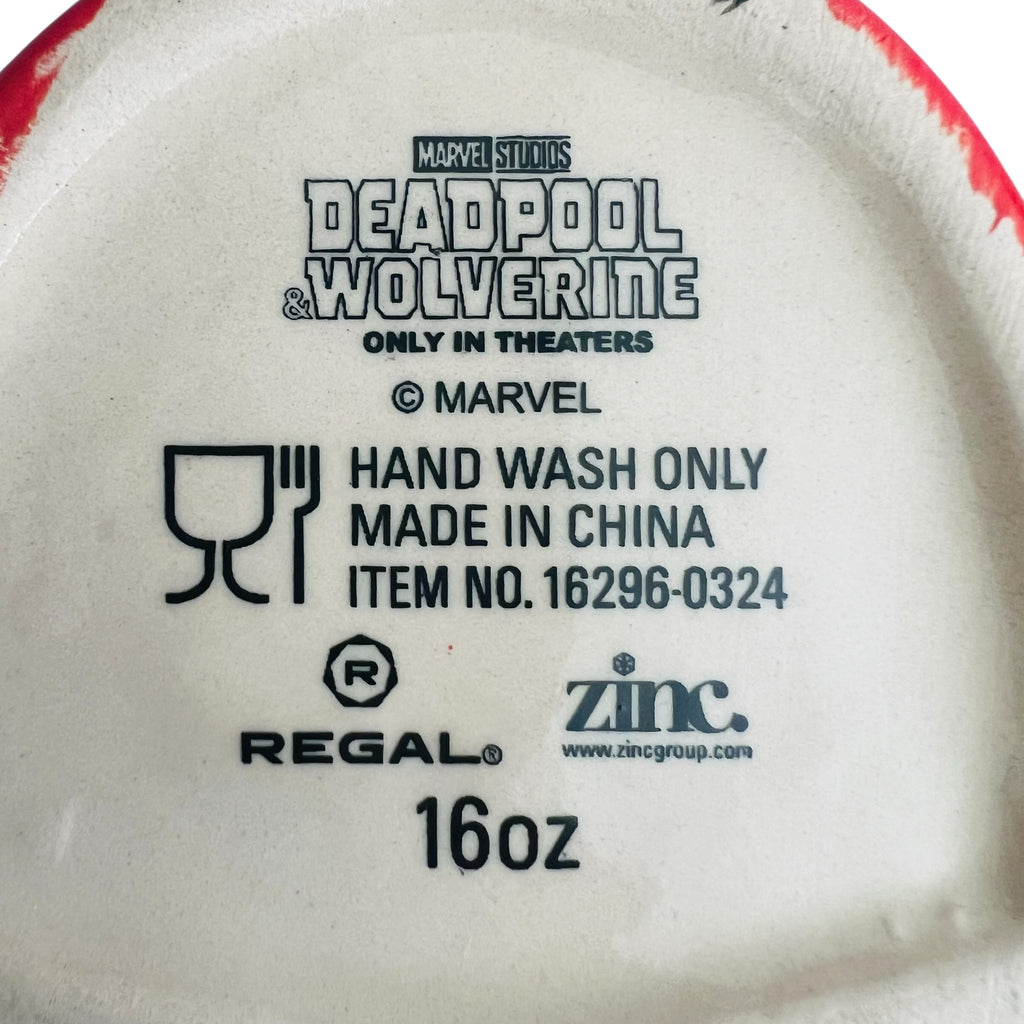 MARVEL STUDIOS
DEADPOOL
& WOLVERINE
ONLY IN THEATERS
© MARVEL
HAND WASH ONLY
MADE IN CHINA
ITEM NO. 16296-0324
R
REGAL®
zinc.
www.zincgroup.com
16oz